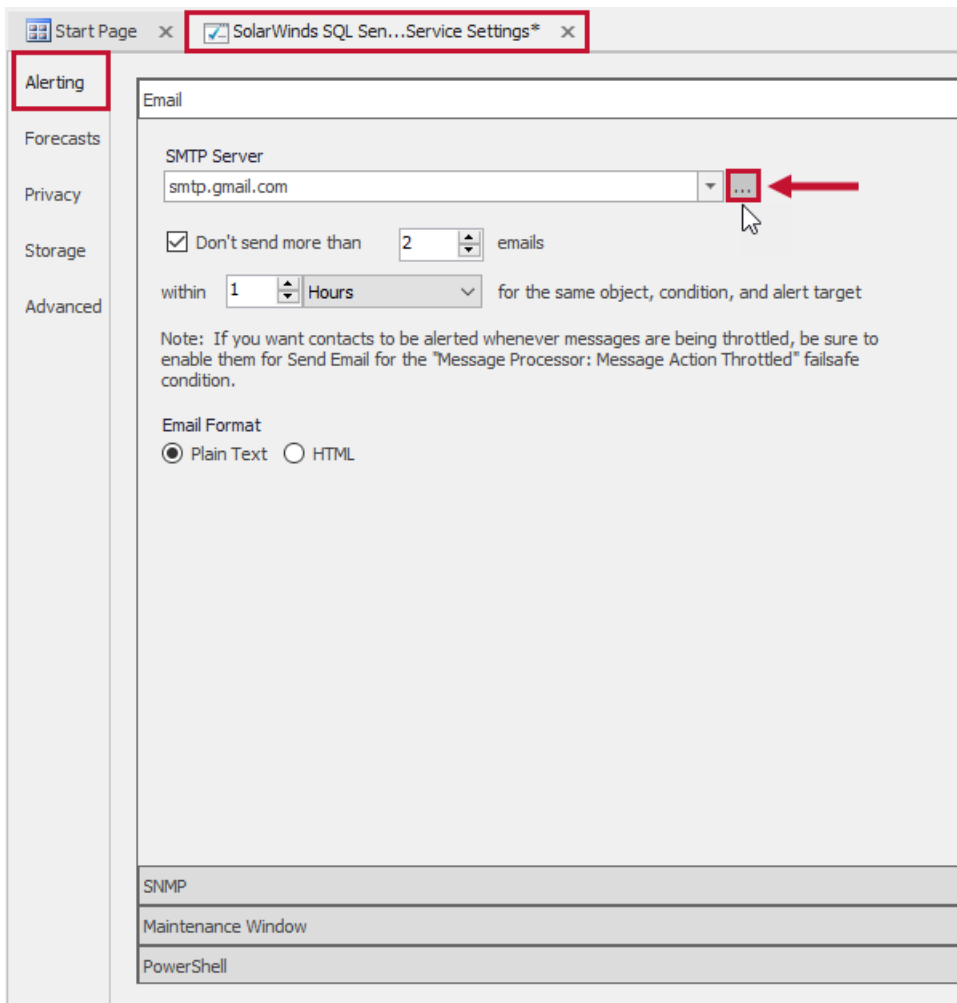 Start Page
SolarWinds SQL Sen...Service Settings*
Alerting
Forecasts
Privacy
Storage
Advanced
Email
SMTP Server
smtp.gmail.com
...
Don't send more than 2 emails
within 1 Hours for the same object, condition, and alert target
Note: If you want contacts to be alerted whenever messages are being throttled, be sure to
enable them for Send Email for the "Message Processor: Message Action Throttled" failsafe
condition.
Email Format
Plain Text HTML
SNMP
Maintenance Window
PowerShell